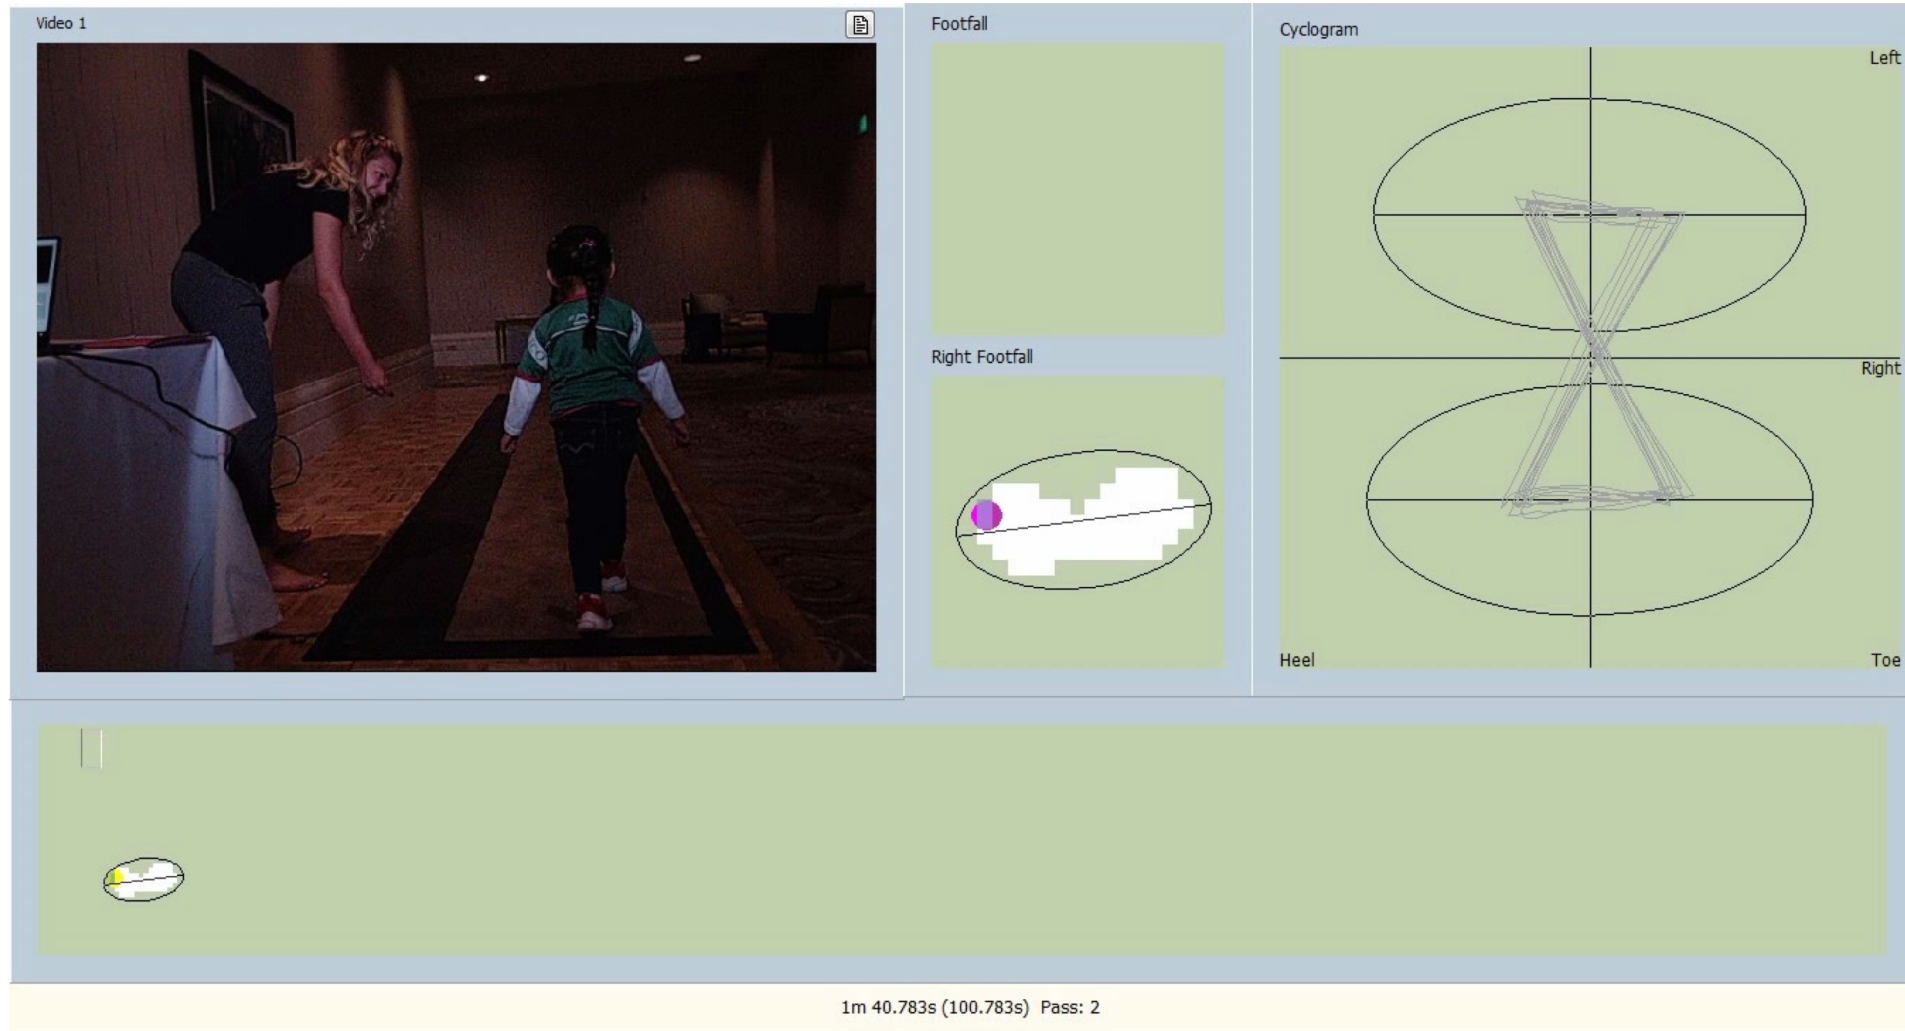 Video 1
Footfall
Right Footfall
Cyclogram
Left
Right
Heel
Toe
1m 40.783s (100.783s) Pass: 2